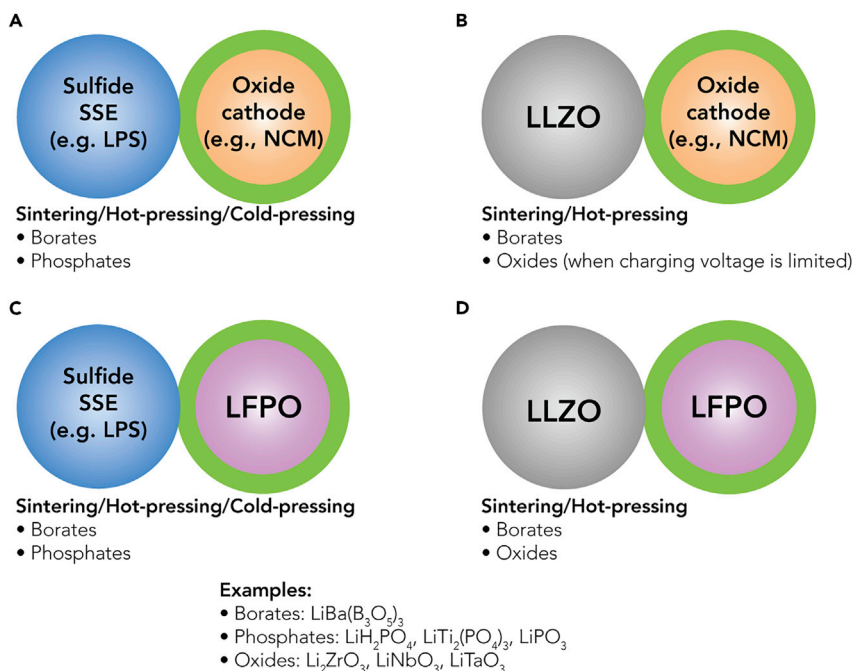 A
Sulfide
SSE
(e.g. LPS)
Oxide
cathode
(e.g., NCM)
Sintering/Hot-pressing/Cold-pressing
• Borates
• Phosphates
B
LLZO
Oxide
cathode
(e.g., NCM)
Sintering/Hot-pressing
• Borates
• Oxides (when charging voltage is limited)
C
Sulfide
SSE
(e.g. LPS)
LFPO
Sintering/Hot-pressing/Cold-pressing
• Borates
• Phosphates
D
LLZO
LFPO
Sintering/Hot-pressing
• Borates
• Oxides
Examples:
• Borates: LiBa(B₃O₅)₃
• Phosphates: LiH₂PO₄, LiTi₂(PO₄)₃, LiPO₃
• Oxides: Li₂ZrO₃, LiNbO₃, LiTaO₃